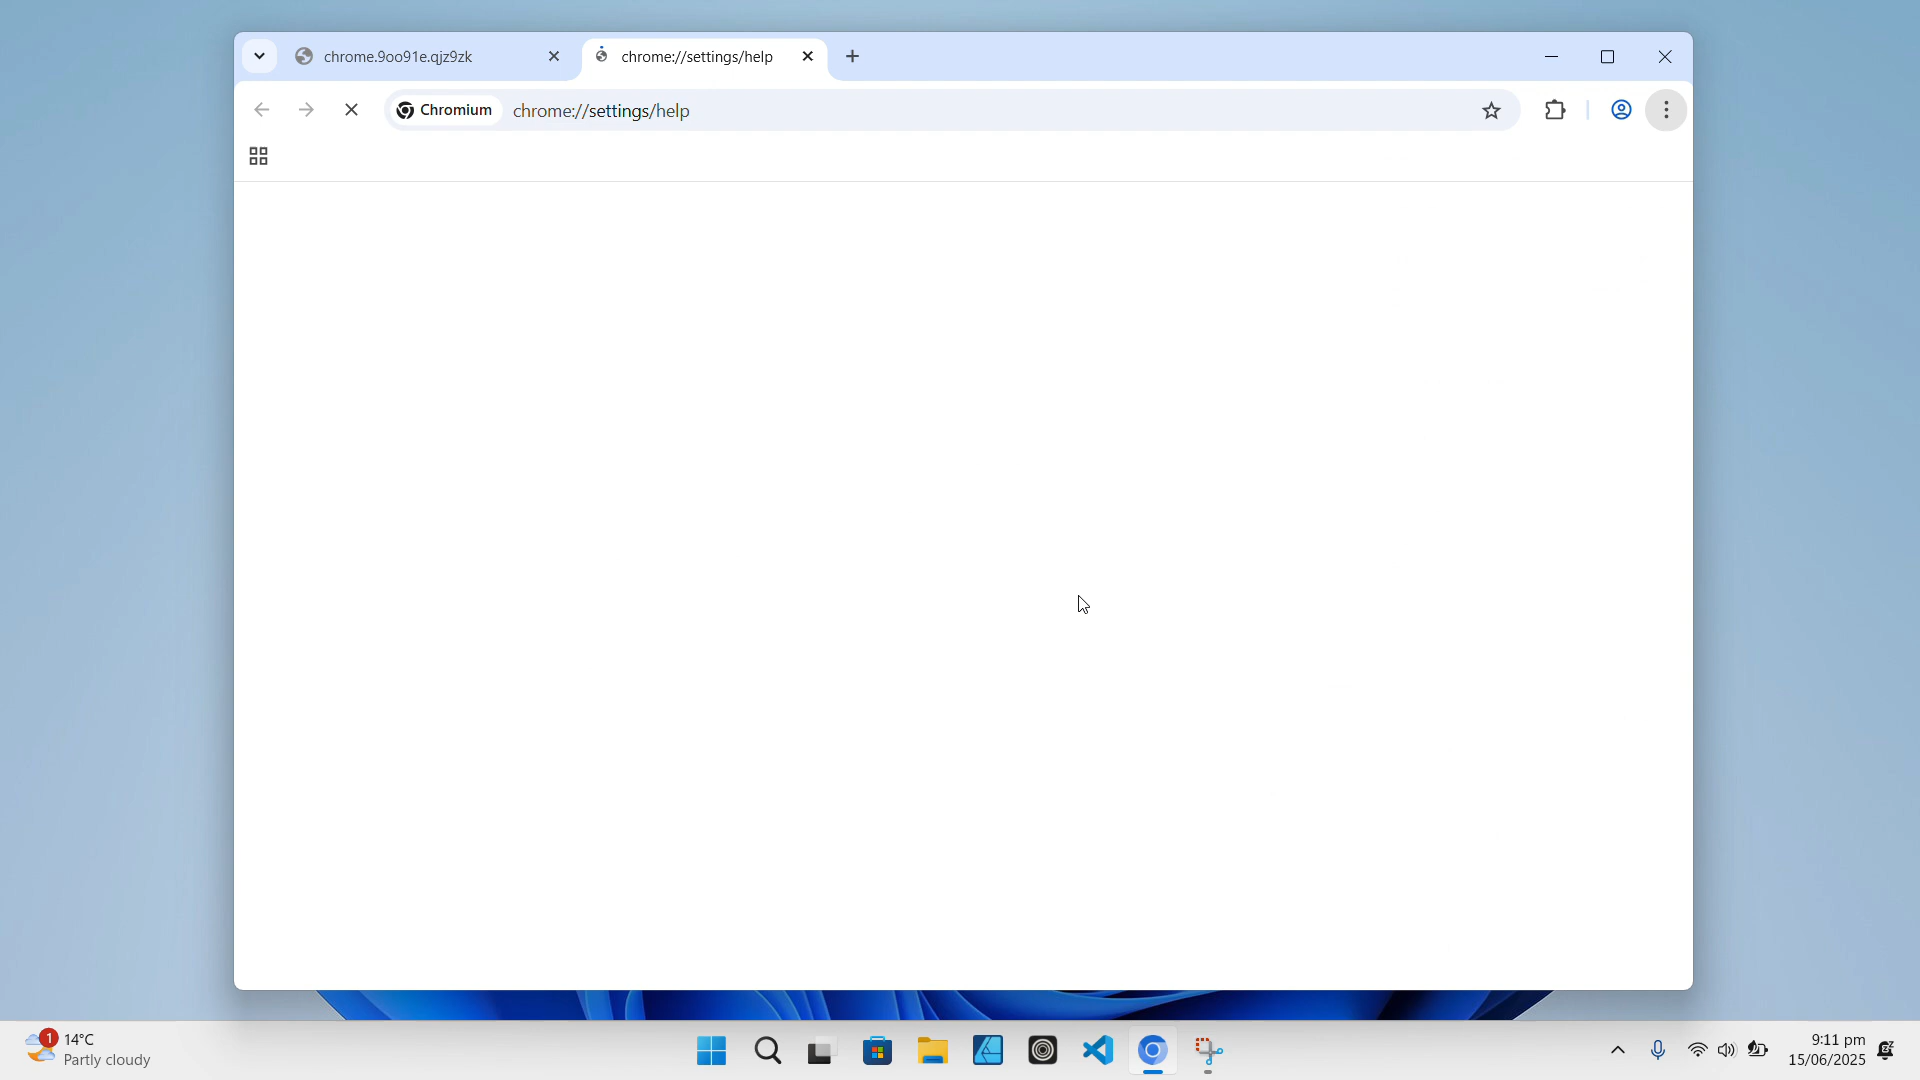 chrome.9oo91e.qjz9zk
chrome://settings/help
Chromium
chrome://settings/help
1
14°C
Partly cloudy
9:11 pm
15/06/2025